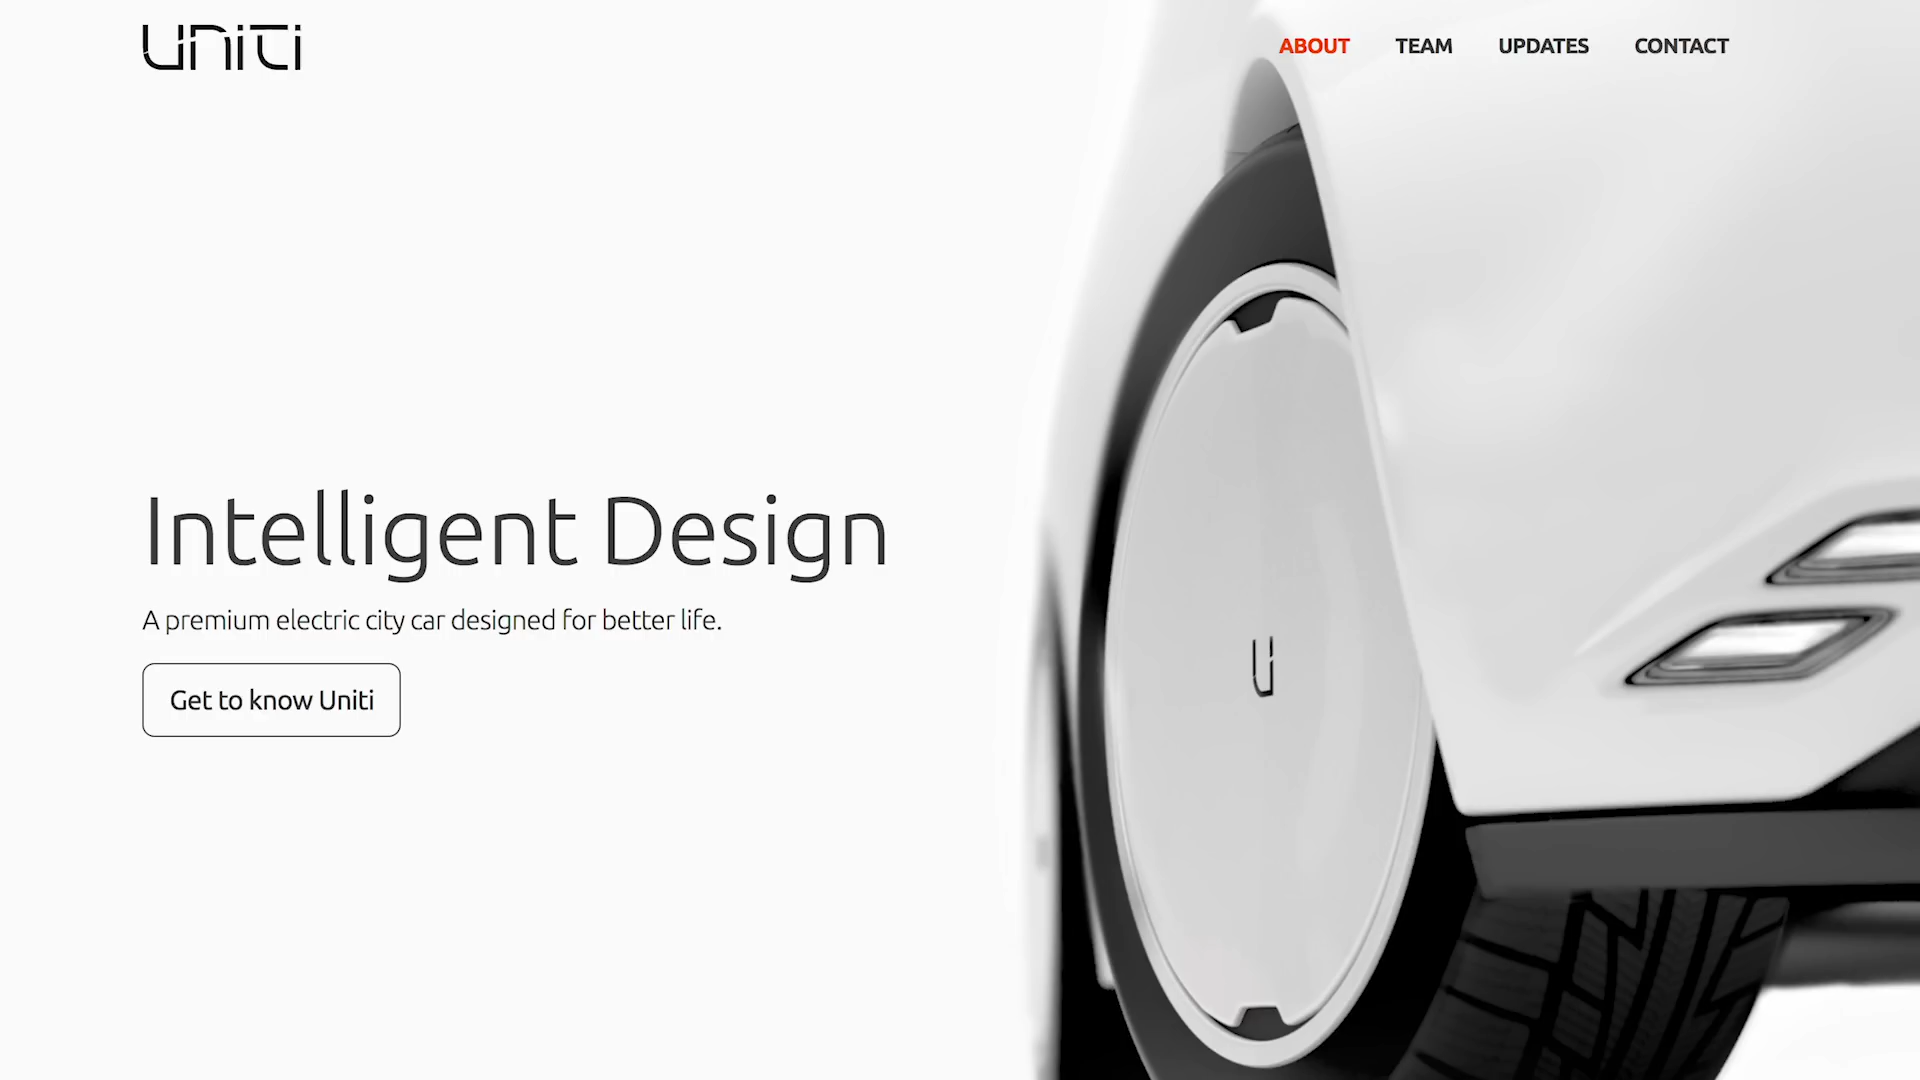 UNiTi
ABOUT TEAM UPDATES CONTACT
Intelligent Design
A premium electric city car designed for better life.
Get to know Uniti
U